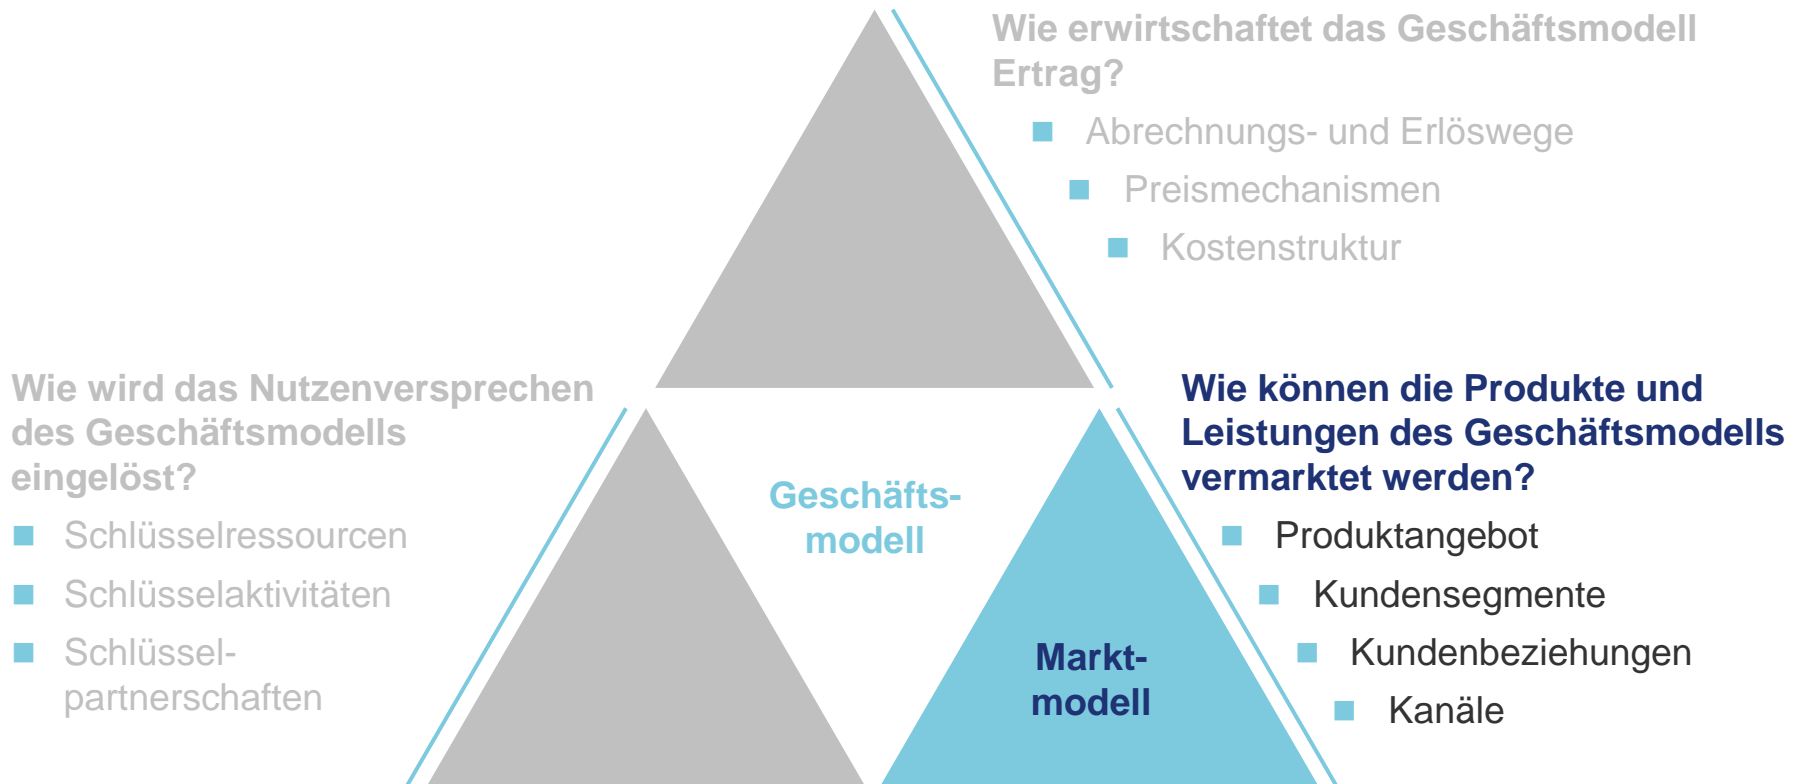 Wie erwirtschaftet das Geschäftsmodell
Ertrag?
Abrechnungs- und Erlöswege
Preismechanismen
Kostenstruktur
Wie wird das Nutzenversprechen
des Geschäftsmodells
eingelöst?
Schlüsselressourcen
Schlüsselaktivitäten
Schlüssel-
partnerschaften
Geschäfts-
modell
Markt-
modell
Wie können die Produkte und
Leistungen des Geschäftsmodells
vermarktet werden?
Produktangebot
Kundensegmente
Kundenbeziehungen
Kanäle